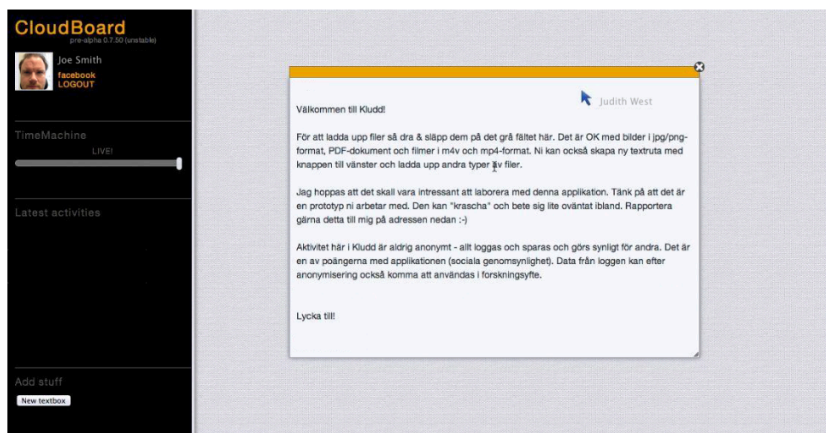 CloudBoard
pre-alpha 0.7.50 (unstable)
Joe Smith
facebook
LOGOUT
TimeMachine
LIVE!
Latest activities
Add stuff
New textbox
Judith West
Välkommen till Kludd!
För att ladda upp filer så dra & släpp dem på det grå fältet här. Det är OK med bilder i jpg/png-
format, PDF-dokument och filmer i m4v och mp4-format. Ni kan också skapa ny textruta med
knappen till vänster och ladda upp andra typer av filer.
Jag hoppas att det skall vara intressant att laborera med denna applikation. Tänk på att det är
en prototyp ni arbetar med. Den kan "krascha" och bete sig lite oväntat ibland. Rapportera
gärna detta till mig på adressen nedan :-)
Aktivitet här i Kludd är aldrig anonymt - allt loggas och sparas och görs synligt för andra. Det är
en av poängerna med applikationen (sociala genomsynlighet). Data från loggen kan efter
anonymisering också komma att användas i forskningsyfte.
Lycka till!